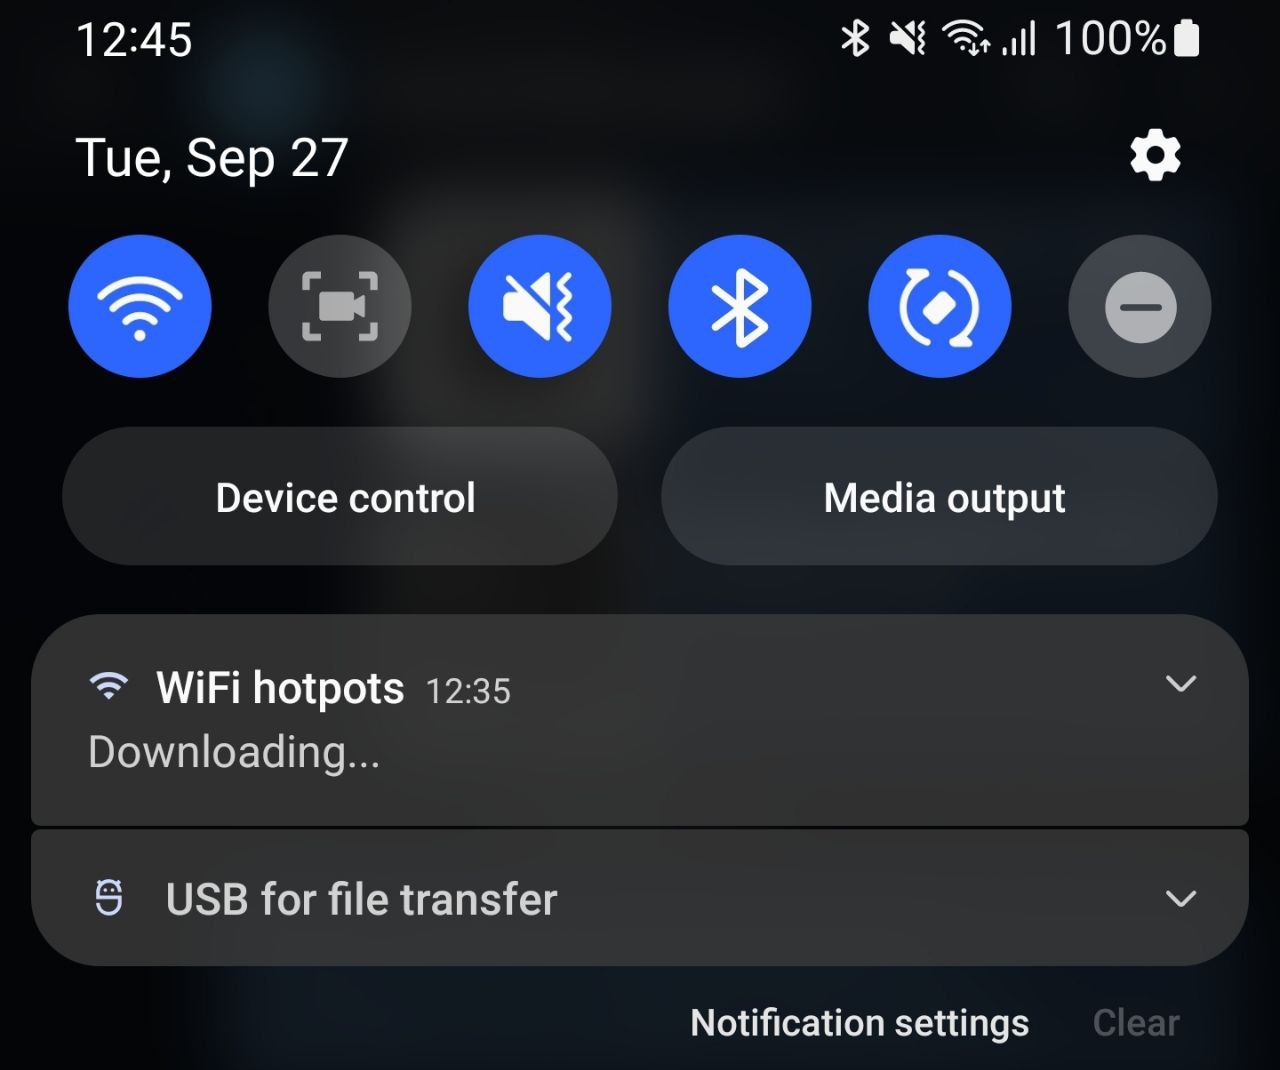 12:45 100%
Tue, Sep 27
Device control Media output
WiFi hotpots 12:35
Downloading...
USB for file transfer
Notification settings Clear